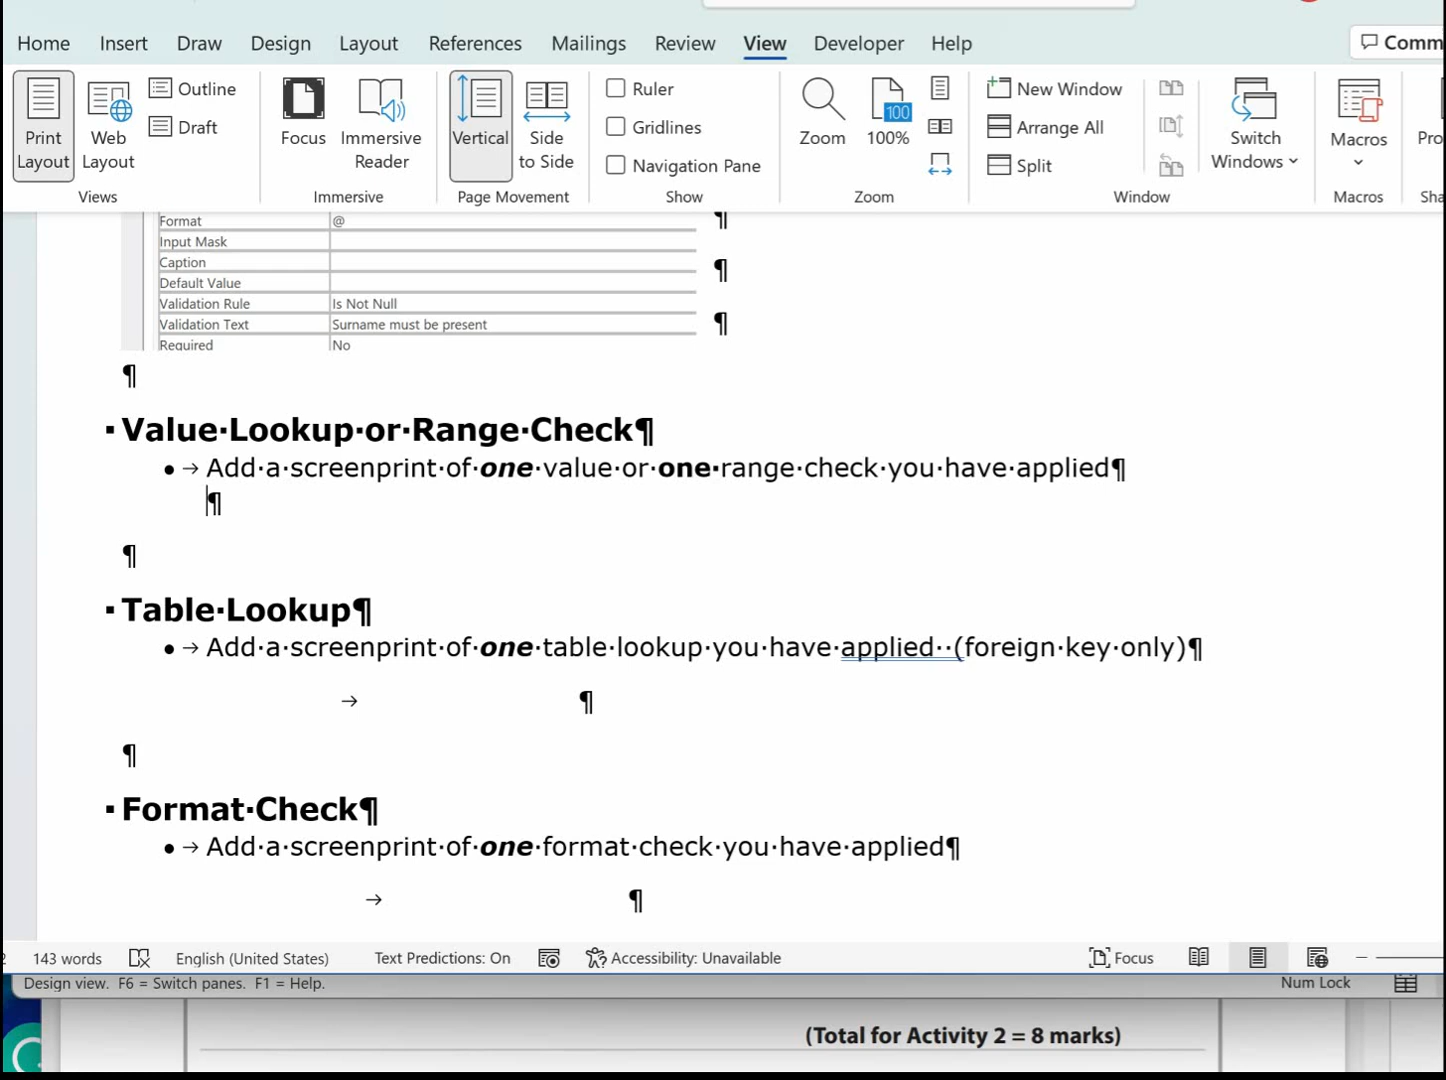 Home Insert Draw Design Layout References Mailings Review View Developer Help Comm
Print Layout
Web Layout
Outline
Draft
Views
Focus
Immersive Reader
Immersive
Vertical
Side to Side
Page Movement
Ruler
Gridlines
Navigation Pane
Show
Zoom
100
100%
Zoom
New Window
Arrange All
Split
Switch Windows
Window
Macros
Macros
Pro
Sha
Format @
Input Mask
Caption
Default Value
Validation Rule Is Not Null
Validation Text Surname must be present
Required No
¶
¶
¶
¶
▪Value·Lookup·or·Range·Check¶
•→Add·a·screenprint·of·one·value·or·one·range·check·you·have·applied¶
¶
¶
▪Table·Lookup¶
•→Add·a·screenprint·of·one·table·lookup·you·have·applied··(foreign·key·only)¶
→ ¶
¶
▪Format·Check¶
•→Add·a·screenprint·of·one·format·check·you·have·applied¶
→ ¶
2 143 words English (United States) Text Predictions: On Accessibility: Unavailable Focus
Design view. F6 = Switch panes. F1 = Help. Num Lock
(Total for Activity 2 = 8 marks)